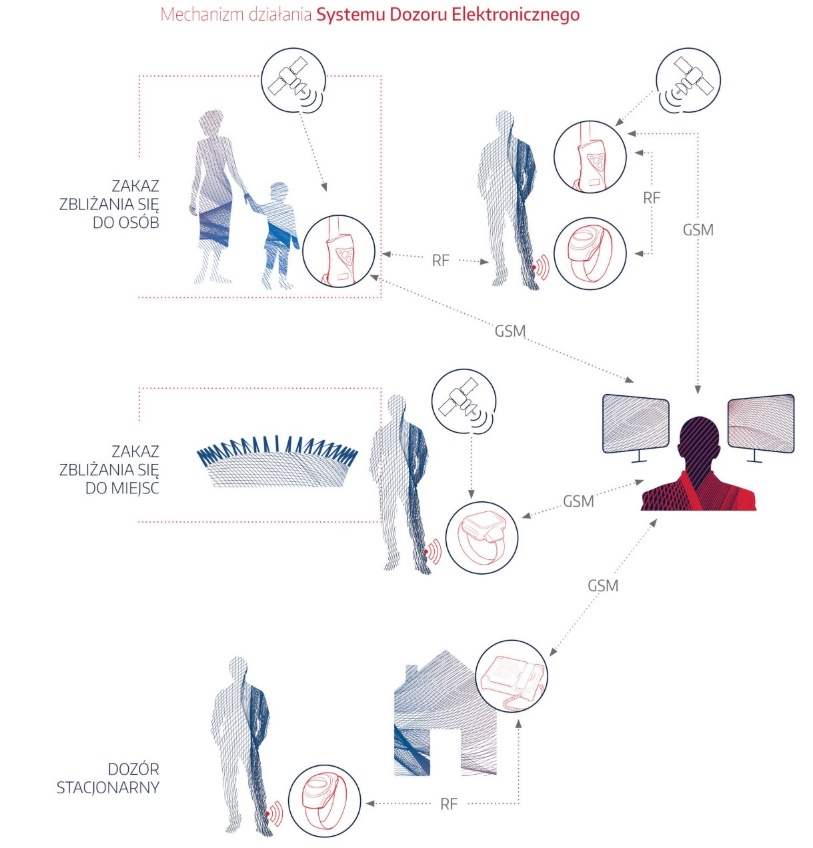 Mechanizm działania Systemu Dozoru Elektronicznego
ZAKAZ
ZBLIŻANIA SIĘ
DO OSÓB
RF
RF
GSM
GSM
ZAKAZ
ZBLIŻANIA SIĘ
DO MIEJSC
GSM
GSM
DOZÓR
STACJONARNY
RF